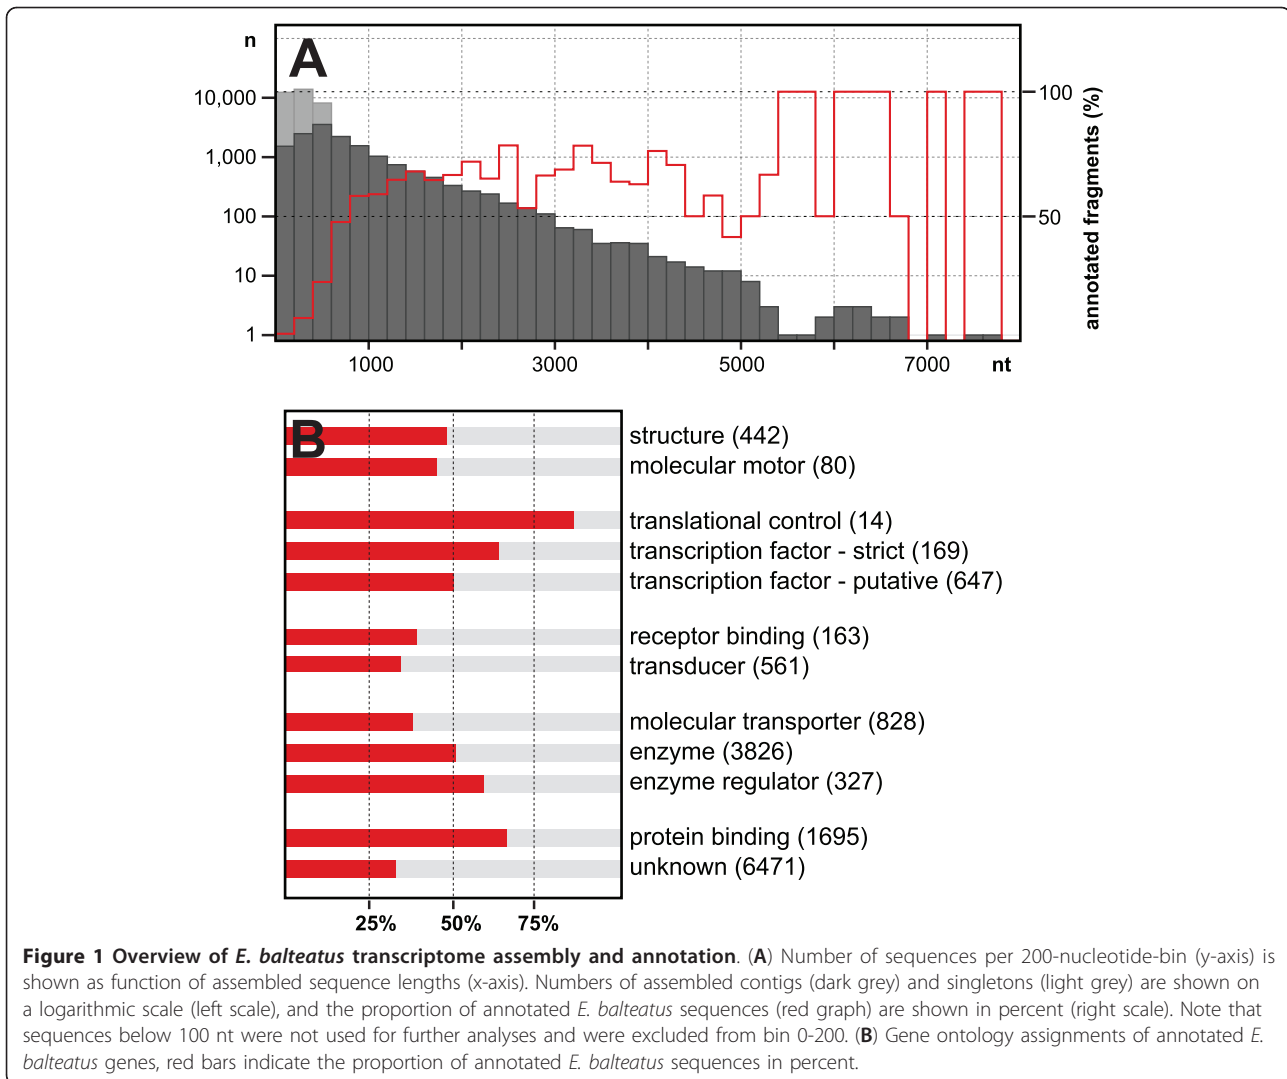 A
n
10,000
1,000
100
10
1
100
50
annotated fragments (%)
1000 3000 5000 7000 nt
B
structure (442)
molecular motor (80)
translational control (14)
transcription factor - strict (169)
transcription factor - putative (647)
receptor binding (163)
transducer (561)
molecular transporter (828)
enzyme (3826)
enzyme regulator (327)
protein binding (1695)
unknown (6471)
25% 50% 75%
Figure 1 Overview of E. balteatus transcriptome assembly and annotation. (A) Number of sequences per 200-nucleotide-bin (y-axis) is
shown as function of assembled sequence lengths (x-axis). Numbers of assembled contigs (dark grey) and singletons (light grey) are shown on
a logarithmic scale (left scale), and the proportion of annotated E. balteatus sequences (red graph) are shown in percent (right scale). Note that
sequences below 100 nt were not used for further analyses and were excluded from bin 0-200. (B) Gene ontology assignments of annotated E.
balteatus genes, red bars indicate the proportion of annotated E. balteatus sequences in percent.